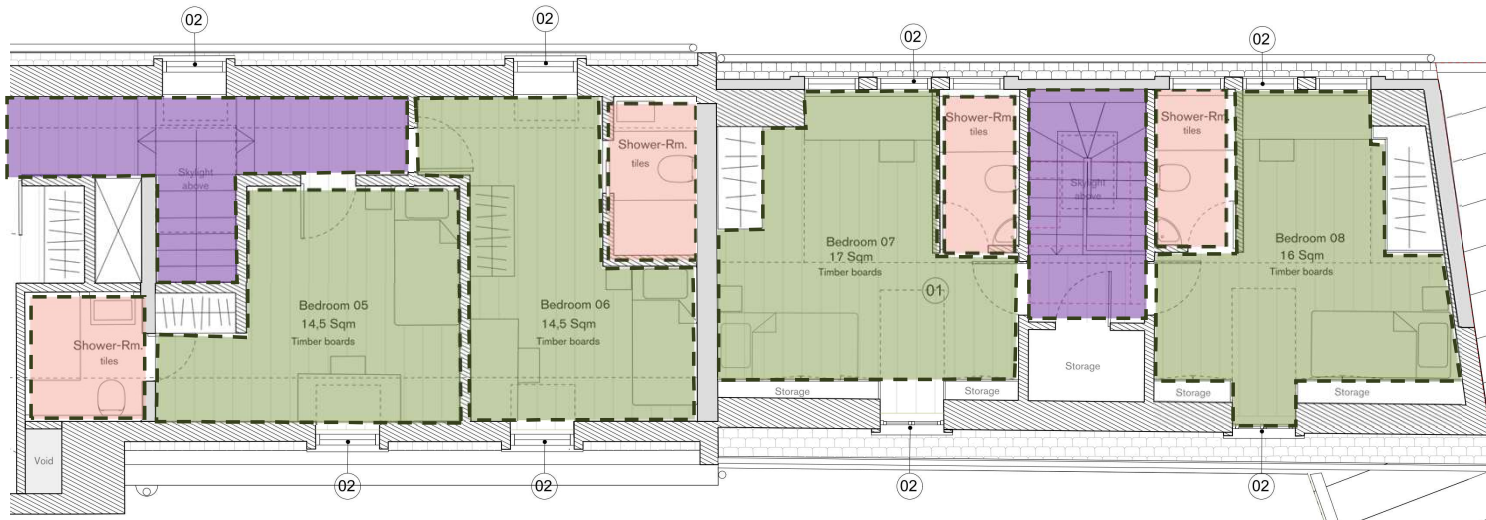 02
02
02
02
Shower-Rm.
tiles
Shower-Rm.
tiles
Shower-Rm.
tiles
Skylight
above
Skylight
above
Bedroom 07
17 Sqm
Timber boards
Bedroom 08
16 Sqm
Timber boards
01
Bedroom 05
14,5 Sqm
Timber boards
Bedroom 06
14,5 Sqm
Timber boards
Shower-Rm.
tiles
Storage
Storage
Storage
Storage
Storage
Void
02
02
02
02